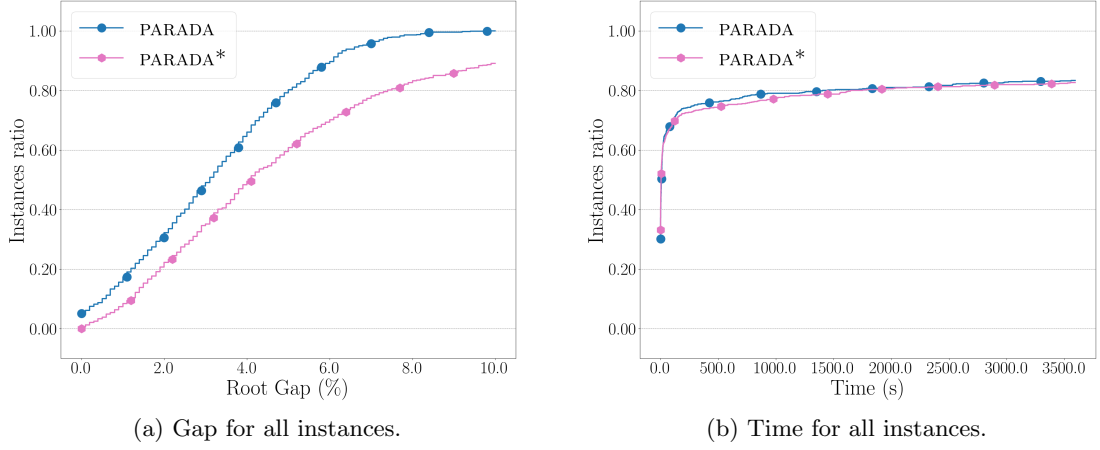 PARADA
PARADA*
1.00
0.80
0.60
0.40
0.20
0.00
Instances ratio
0.0 2.0 4.0 6.0 8.0 10.0
Root Gap (%)
(a) Gap for all instances.
PARADA
PARADA*
1.00
0.80
0.60
0.40
0.20
0.00
Instances ratio
0.0 500.0 1000.0 1500.0 2000.0 2500.0 3000.0 3500.0
Time (s)
(b) Time for all instances.